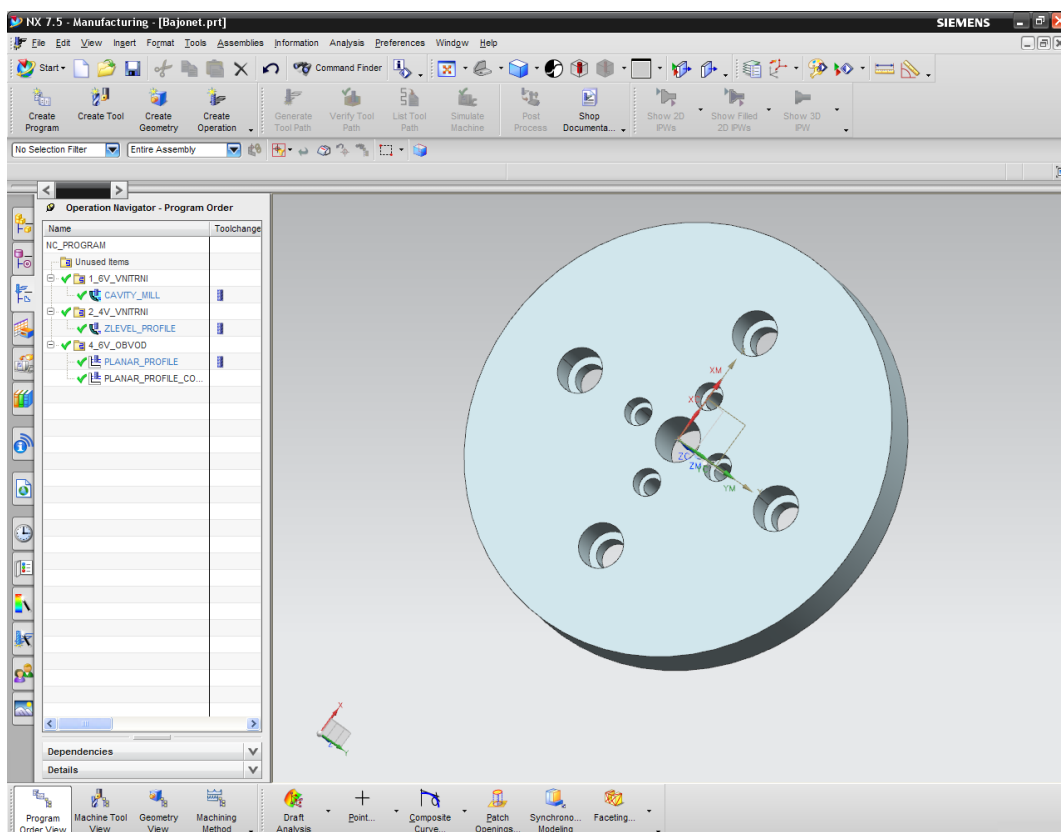 NX 7.5 - Manufacturing - [Bajonet.prt]
SIEMENS
File Edit View Insert Format Tools Assemblies Information Analysis Preferences Window Help
Start
Command Finder
Create Program
Create Tool
Create Geometry
Create Operation
Generate Tool Path
Verify Tool Path
List Tool Path
Simulate Machine
Post Process
Shop Documenta...
Show 2D IPWs
Show Filled 2D IPWs
Show 3D IPW
No Selection Filter
Entire Assembly
Operation Navigator - Program Order
Name Toolchange
NC_PROGRAM
Unused Items
1_6V_VNITRNI
CAVITY_MILL
2_4V_VNITRNI
ZLEVEL_PROFILE
4_6V_OBVOD
PLANAR_PROFILE
PLANAR_PROFILE_CO...
XM
X
ZC
ZM
YM
X
Z
Y
Dependencies
Details
Program Order View
Machine Tool View
Geometry View
Machining Method
Draft Analysis
Point...
Composite Curve...
Patch Openings...
Synchrono... Modeling
Faceting...